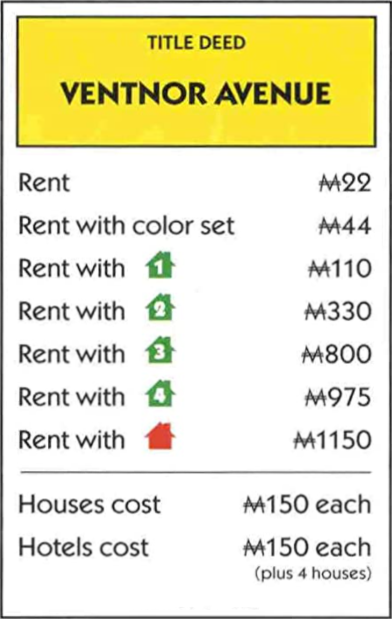 TITLE DEED
VENTNOR AVENUE
Rent ₩22
Rent with color set ₩44
Rent with 1 ₩110
Rent with 2 ₩330
Rent with 3 ₩800
Rent with 4 ₩975
Rent with ₩1150
Houses cost ₩150 each
Hotels cost ₩150 each
(plus 4 houses)